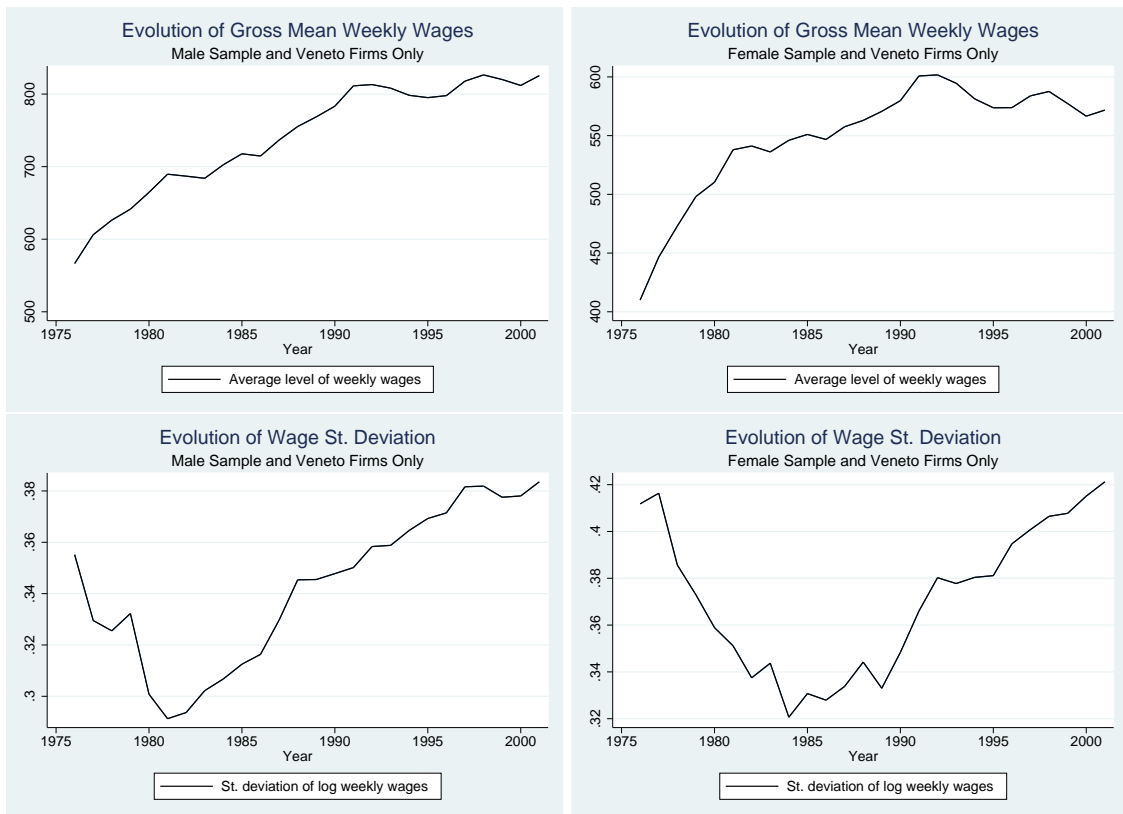 Evolution of Gross Mean Weekly Wages
Male Sample and Veneto Firms Only
800
700
600
500
1975 1980 1985 1990 1995 2000
Year
Average level of weekly wages
Evolution of Gross Mean Weekly Wages
Female Sample and Veneto Firms Only
600
550
500
450
400
1975 1980 1985 1990 1995 2000
Year
Average level of weekly wages
Evolution of Wage St. Deviation
Male Sample and Veneto Firms Only
.38
.36
.34
.32
.3
1975 1980 1985 1990 1995 2000
Year
St. deviation of log weekly wages
Evolution of Wage St. Deviation
Female Sample and Veneto Firms Only
.42
.4
.38
.36
.34
.32
1975 1980 1985 1990 1995 2000
Year
St. deviation of log weekly wages